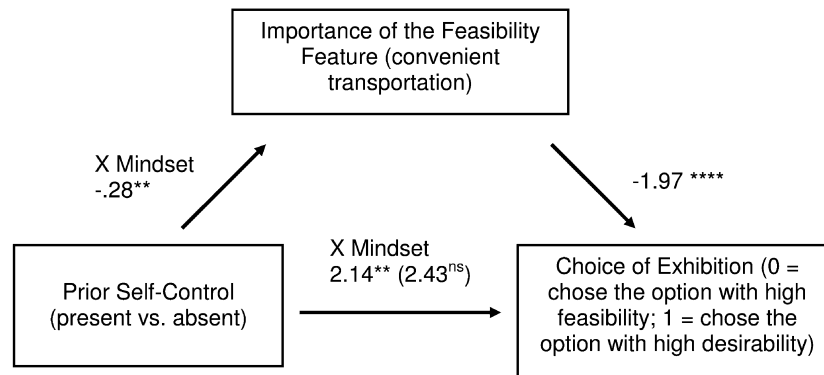 Importance of the Feasibility
Feature (convenient
transportation)
X Mindset
-.28**
-1.97 ****
X Mindset
2.14** (2.43ns)
Prior Self-Control
(present vs. absent)
Choice of Exhibition (0 =
chose the option with high
feasibility; 1 = chose the
option with high desirability)